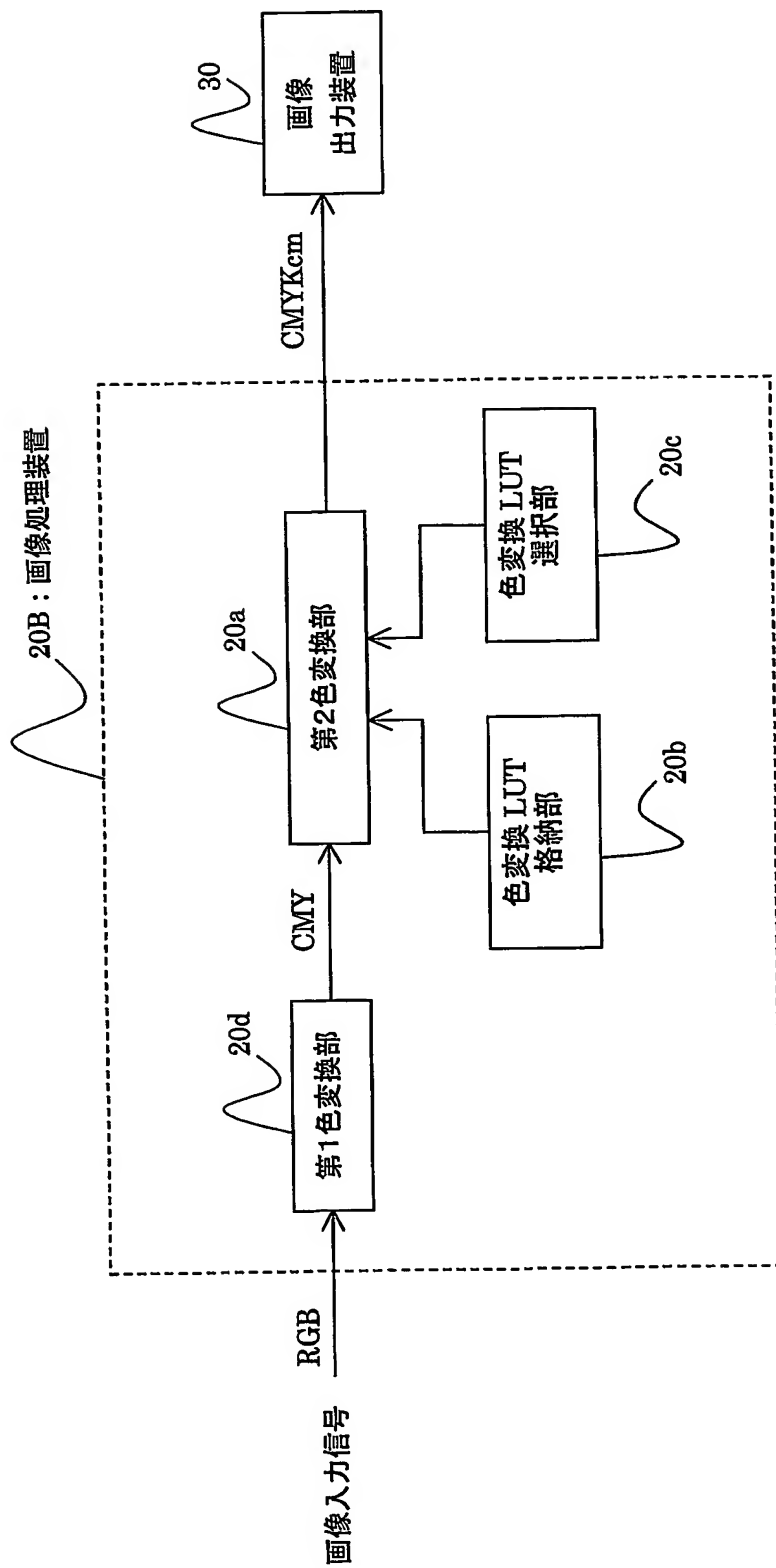 画像入力信号
RGB
20B：画像処理装置
20d
第1色変換部
CMY
20a
第2色変換部
20b
色変換 LUT
格納部
20c
色変換 LUT
選択部
CMYKcm
30
画像
出力装置